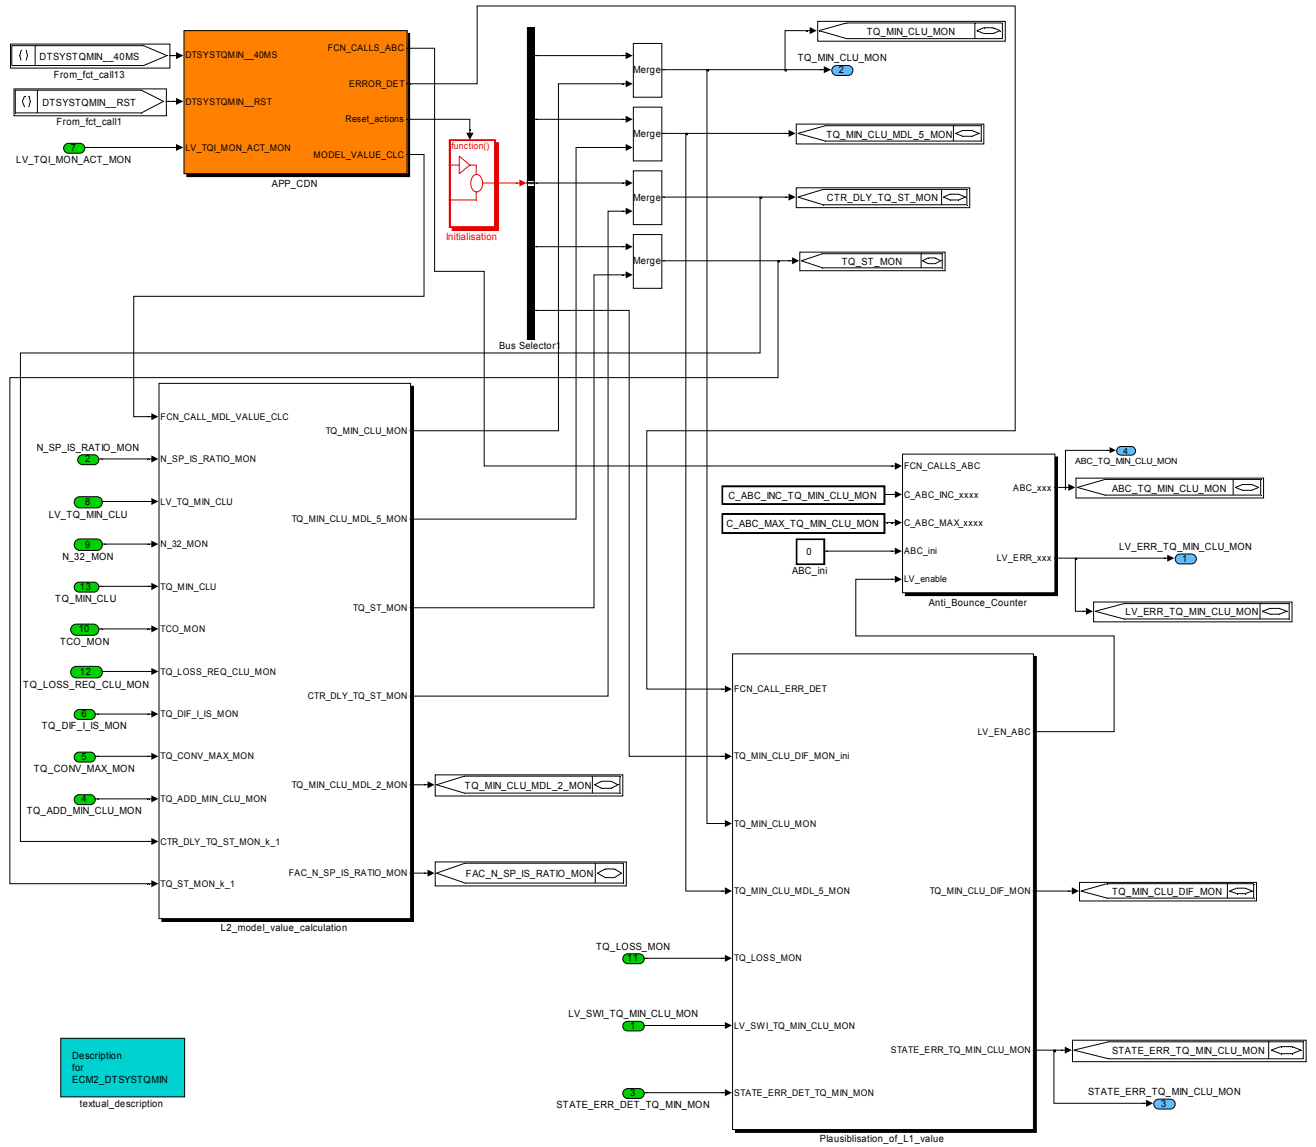 DTSYSTQMIN__40MS
From_fct_call13
DTSYSTQMIN__RST
From_fct_call1
7
LV_TQI_MON_ACT_MON
DTSYSTQMIN__40MS
DTSYSTQMIN__RST
LV_TQI_MON_ACT_MON
FCN_CALLS_ABC
ERROR_DET
Reset_actions
MODEL_VALUE_CLC
APP_CDN
function()
Initialisation
Bus Selector1
Merge
Merge
Merge
Merge
TQ_MIN_CLU_MON
TQ_MIN_CLU_MON
2
TQ_MIN_CLU_MDL_5_MON
CTR_DLY_TQ_ST_MON
TQ_ST_MON
N_SP_IS_RATIO_MON
2
8
LV_TQ_MIN_CLU
9
N_32_MON
13
TQ_MIN_CLU
10
TCO_MON
12
TQ_LOSS_REQ_CLU_MON
6
TQ_DIF_I_IS_MON
5
TQ_CONV_MAX_MON
4
TQ_ADD_MIN_CLU_MON
FCN_CALL_MDL_VALUE_CLC
N_SP_IS_RATIO_MON
LV_TQ_MIN_CLU
N_32_MON
TQ_MIN_CLU
TCO_MON
TQ_LOSS_REQ_CLU_MON
TQ_DIF_I_IS_MON
TQ_CONV_MAX_MON
TQ_ADD_MIN_CLU_MON
CTR_DLY_TQ_ST_MON_k_1
TQ_ST_MON_k_1
TQ_MIN_CLU_MON
TQ_MIN_CLU_MDL_5_MON
TQ_ST_MON
CTR_DLY_TQ_ST_MON
TQ_MIN_CLU_MDL_2_MON
FAC_N_SP_IS_RATIO_MON
L2_model_value_calculation
TQ_MIN_CLU_MDL_2_MON
FAC_N_SP_IS_RATIO_MON
C_ABC_INC_TQ_MIN_CLU_MON
C_ABC_MAX_TQ_MIN_CLU_MON
0
ABC_ini
FCN_CALLS_ABC
C_ABC_INC_xxxx
C_ABC_MAX_xxxx
ABC_ini
LV_enable
ABC_xxx
LV_ERR_xxx
Anti_Bounce_Counter
4
ABC_TQ_MIN_CLU_MON
ABC_TQ_MIN_CLU_MON
LV_ERR_TQ_MIN_CLU_MON
1
LV_ERR_TQ_MIN_CLU_MON
TQ_LOSS_MON
11
LV_SWI_TQ_MIN_CLU_MON
1
3
STATE_ERR_DET_TQ_MIN_MON
FCN_CALL_ERR_DET
TQ_MIN_CLU_DIF_MON_ini
TQ_MIN_CLU_MON
TQ_MIN_CLU_MDL_5_MON
TQ_LOSS_MON
LV_SWI_TQ_MIN_CLU_MON
STATE_ERR_DET_TQ_MIN_MON
LV_EN_ABC
TQ_MIN_CLU_DIF_MON
STATE_ERR_TQ_MIN_CLU_MON
Plausiblisation_of_L1_value
TQ_MIN_CLU_DIF_MON
STATE_ERR_TQ_MIN_CLU_MON
STATE_ERR_TQ_MIN_CLU_MON
3
Description
for
ECM2_DTSYSTQMIN
textual_description